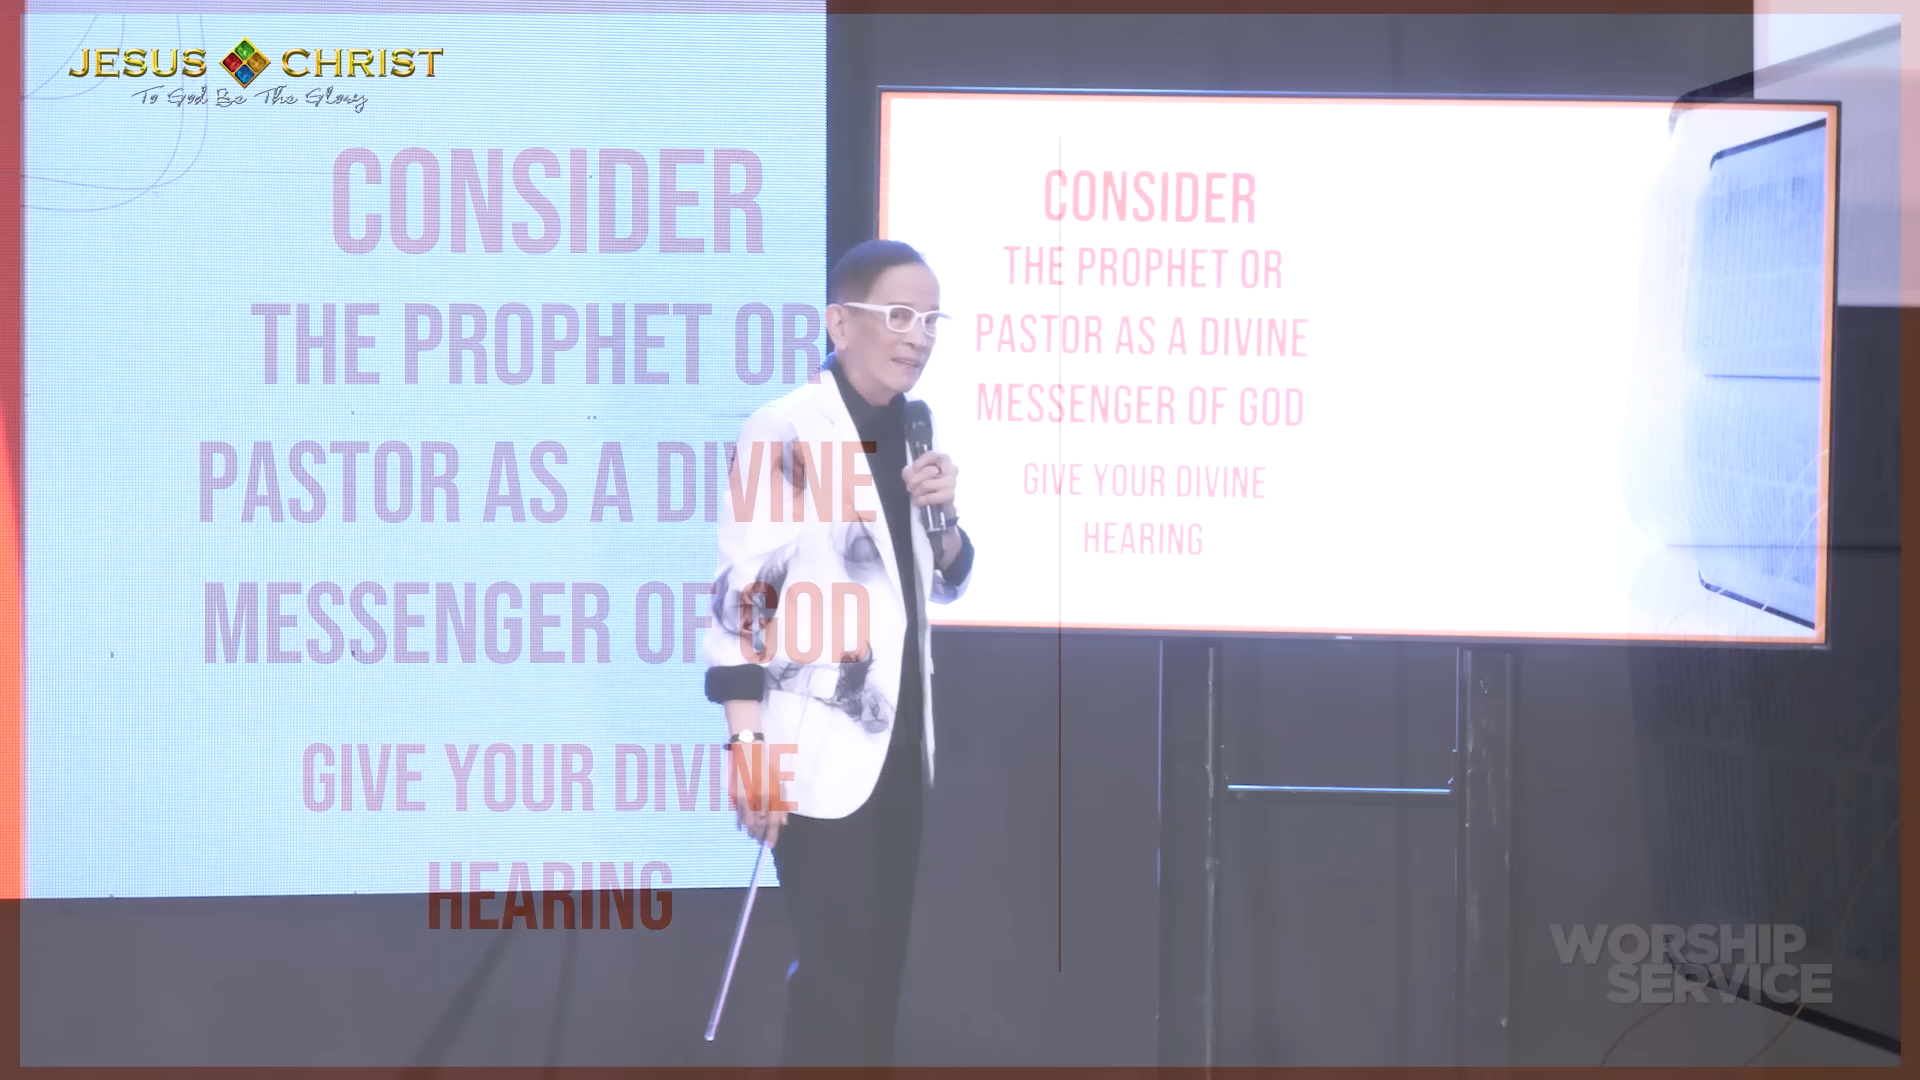 JESUS CHRIST
To God Be The Glory
CONSIDER
THE PROPHET OR
PASTOR AS A DIVINE
MESSENGER OF GOD
GIVE YOUR DIVINE
HEARING
CONSIDER
THE PROPHET OR
PASTOR AS A DIVINE
MESSENGER OF GOD
GIVE YOUR DIVINE
HEARING
WORSHIP
SERVICE